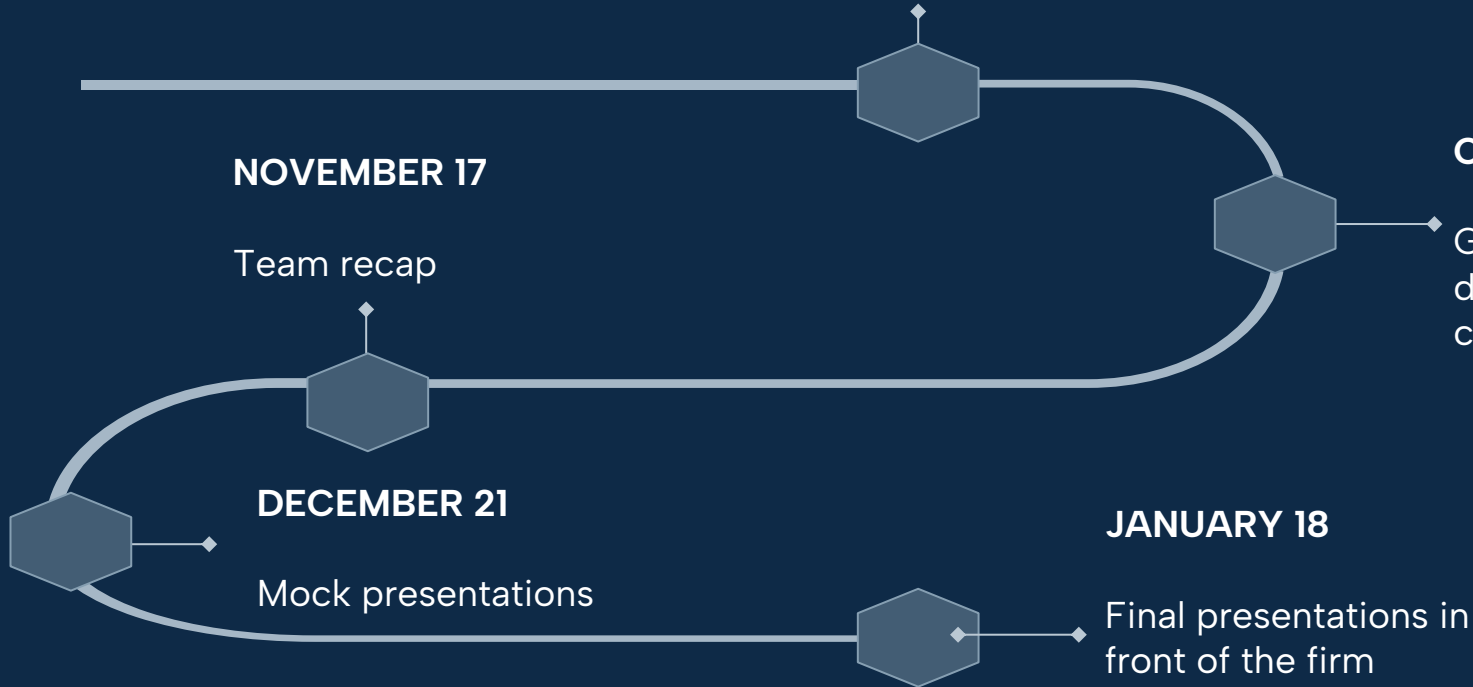 NOVEMBER 17
Team recap
DECEMBER 21
Mock presentations
JANUARY 18
Final presentations in
front of the firm